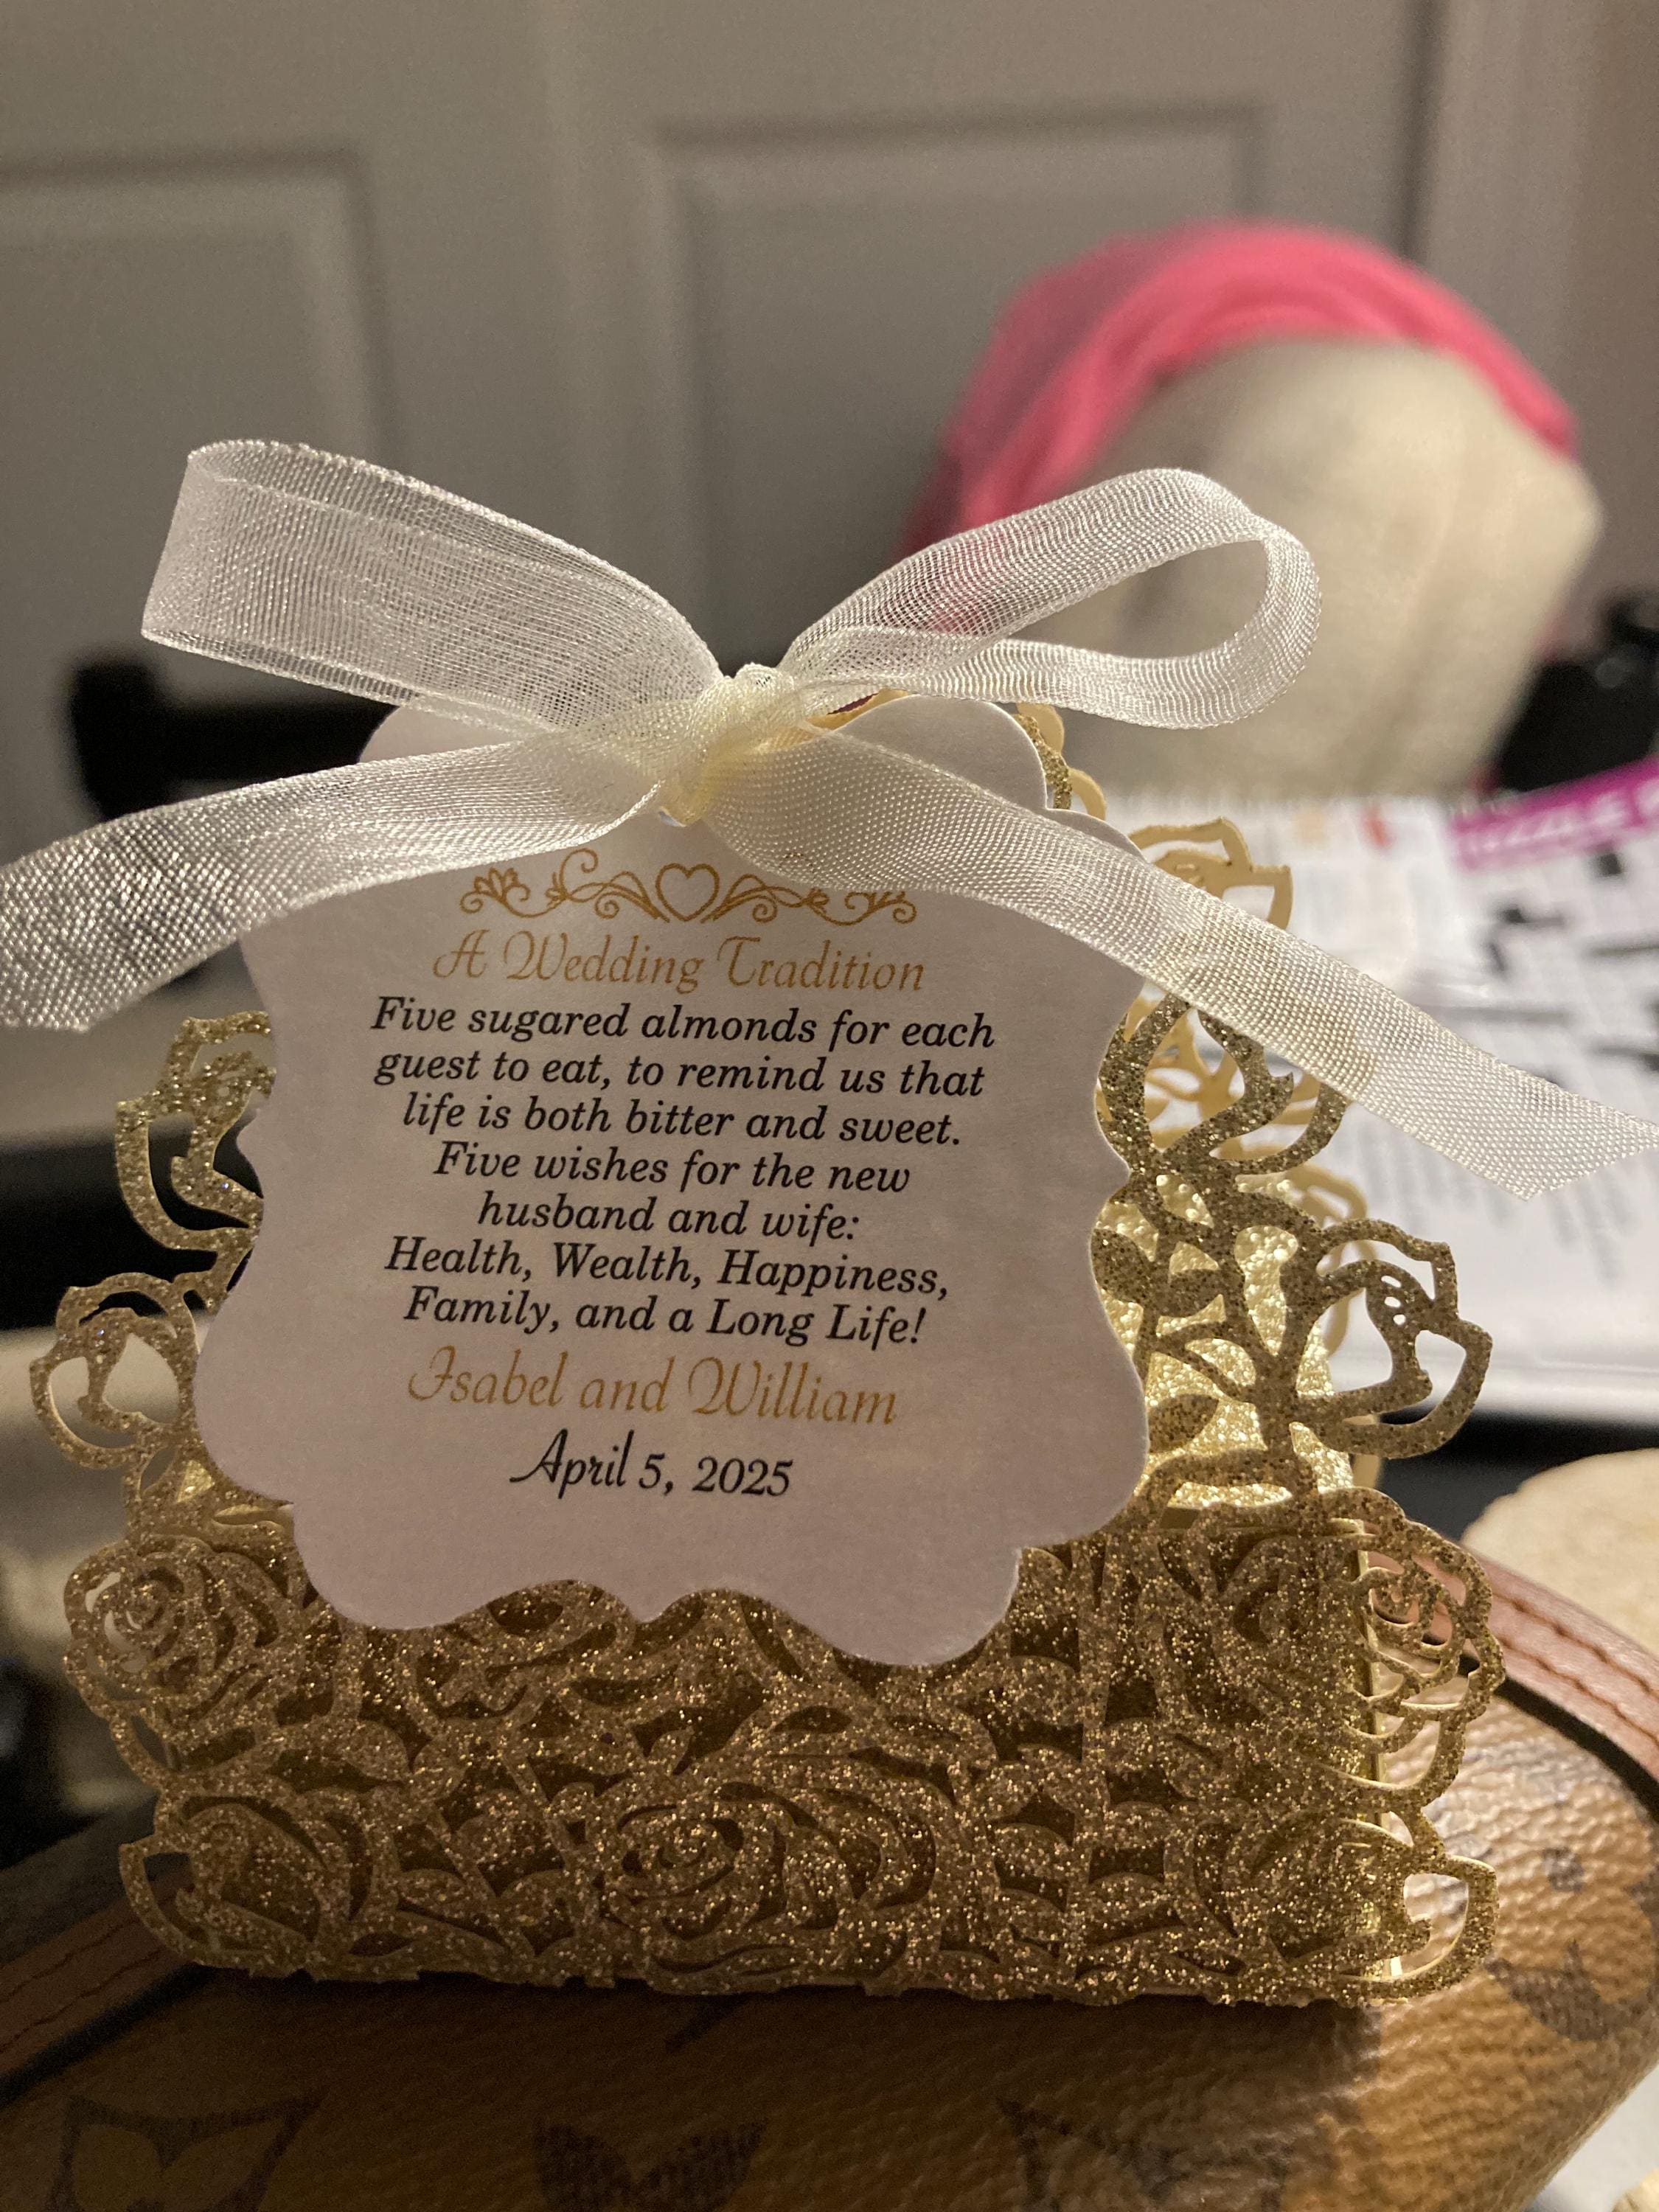 A Wedding Tradition
Five sugared almonds for each
guest to eat, to remind us that
life is both bitter and sweet.
Five wishes for the new
husband and wife:
Health, Wealth, Happiness,
Family, and a Long Life!
Isabel and William
April 5, 2025